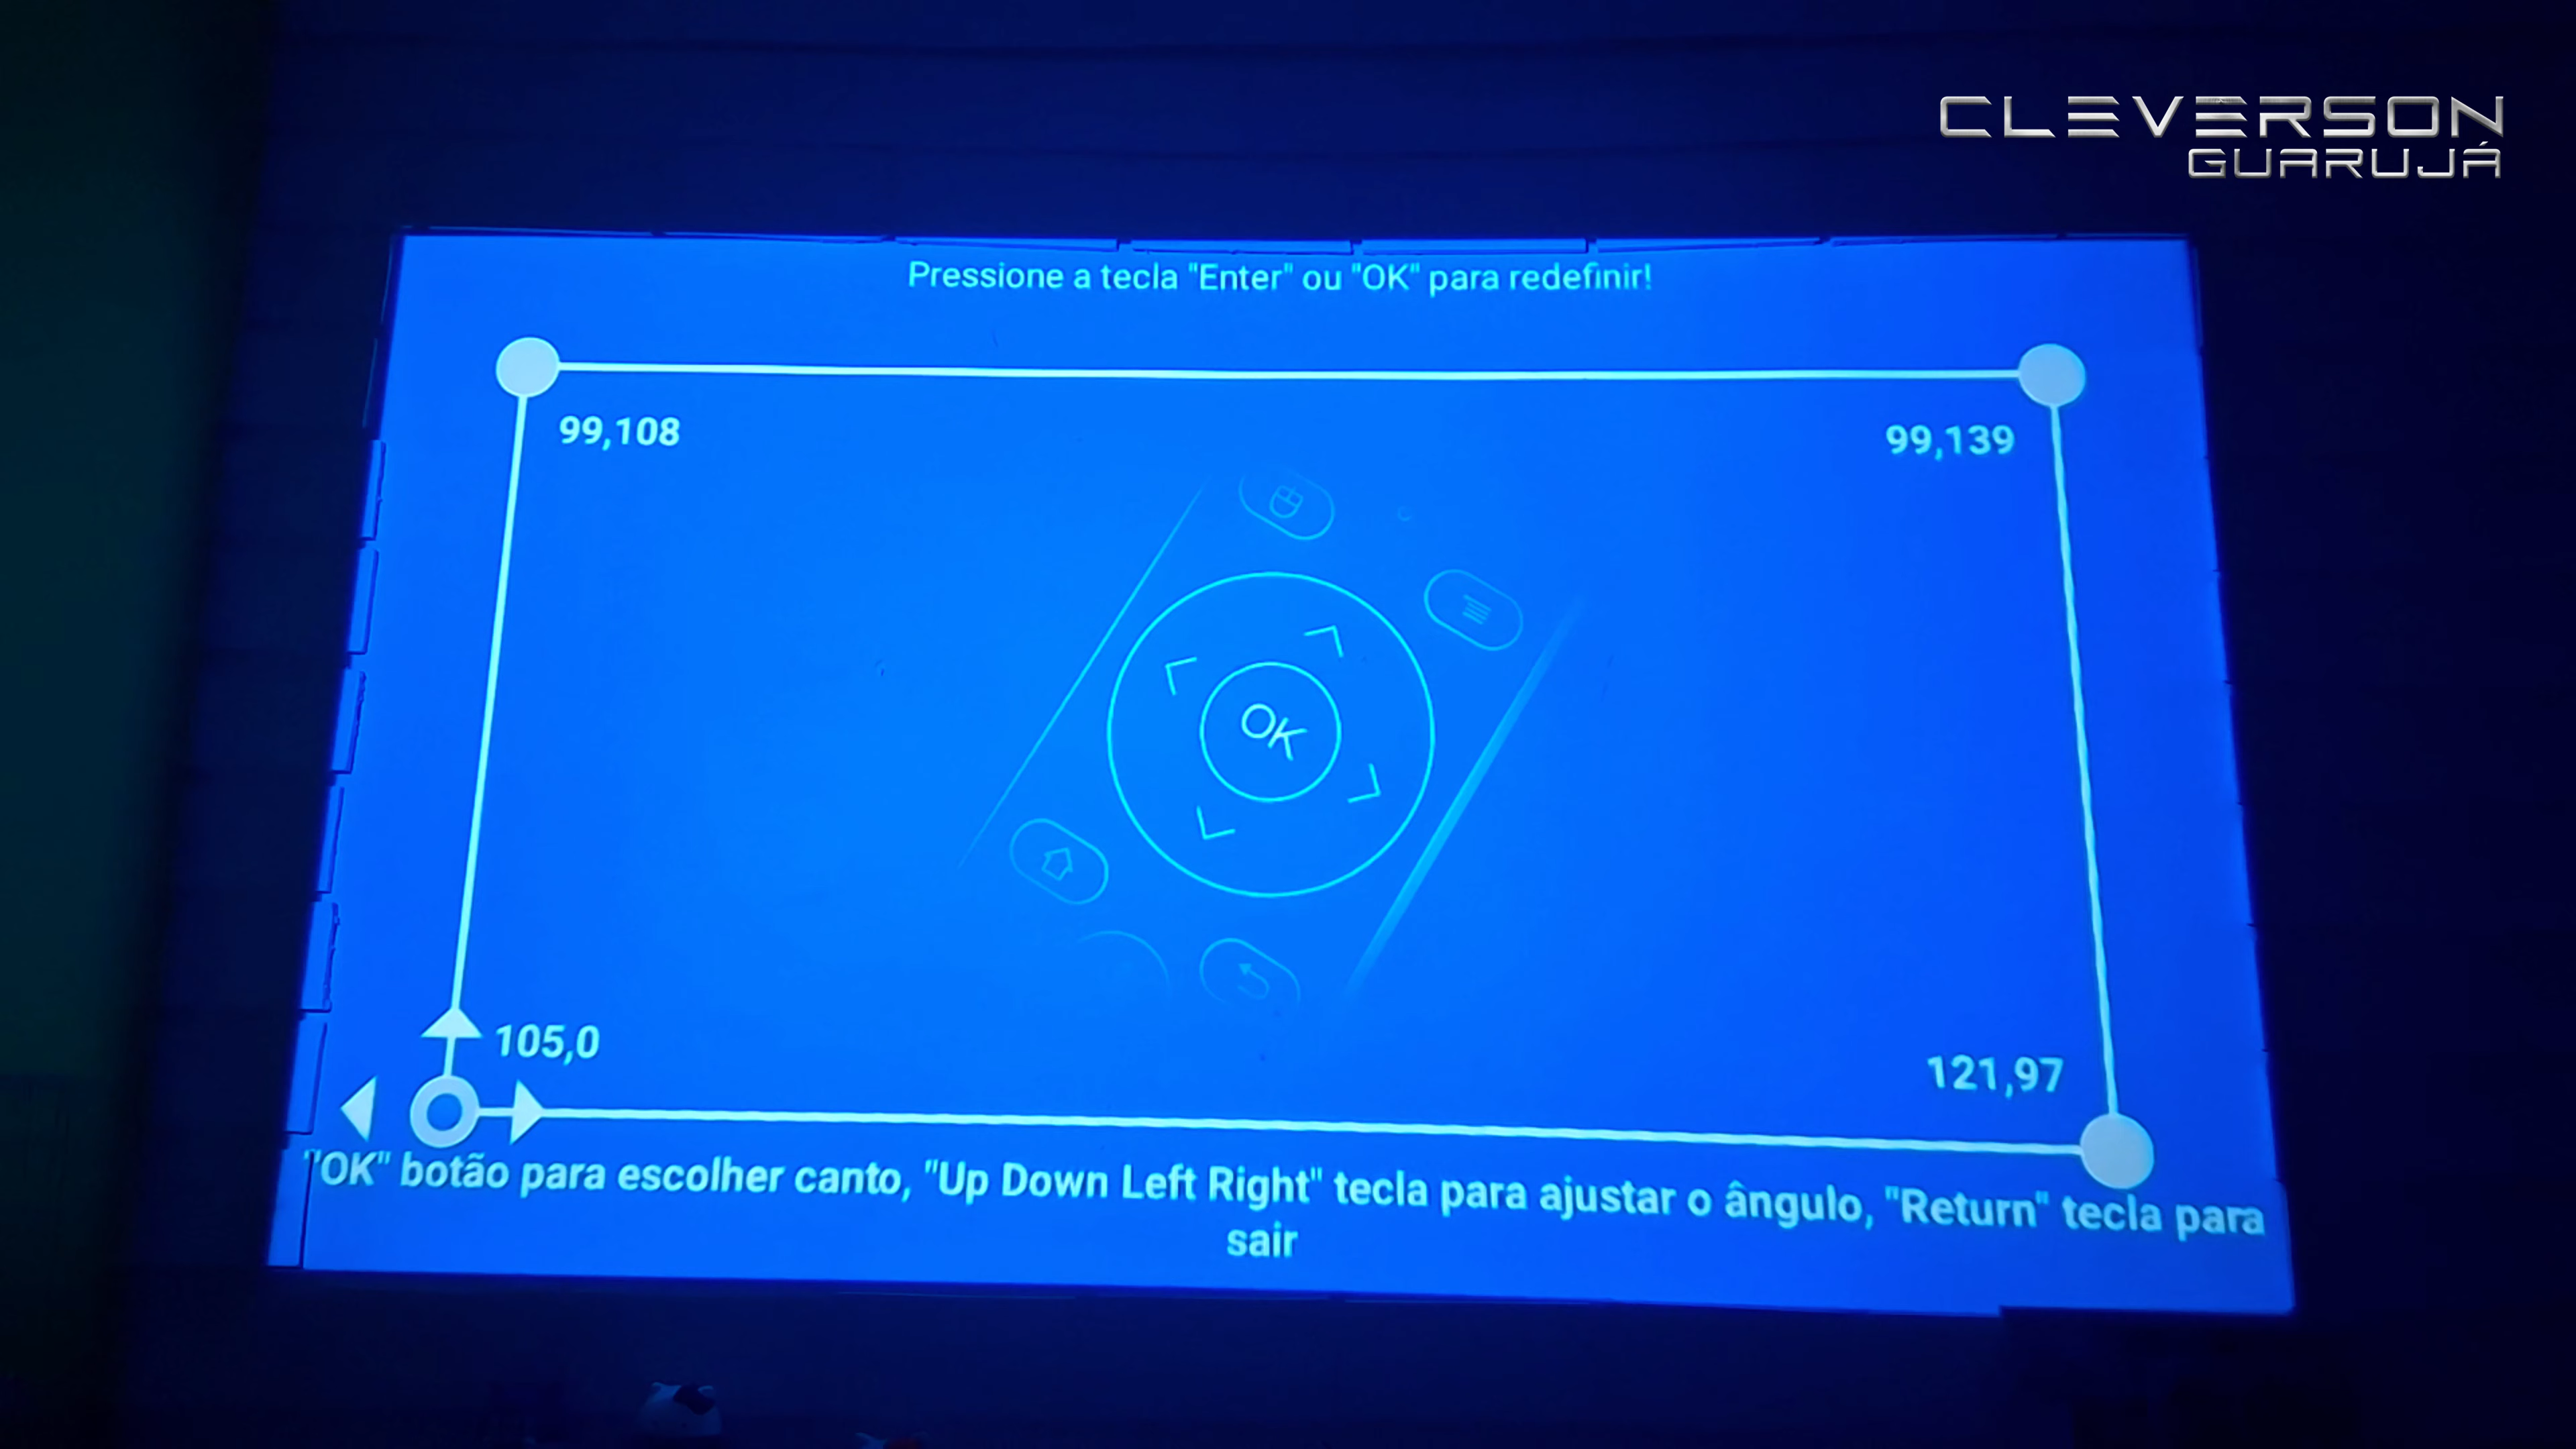 CLEVERSON
GUARUJÁ
Pressione a tecla "Enter" ou "OK" para redefinir!
99,108
99,139
OK
105,0
121,97
"OK" botão para escolher canto, "Up Down Left Right" tecla para ajustar o ângulo, "Return" tecla para
sair